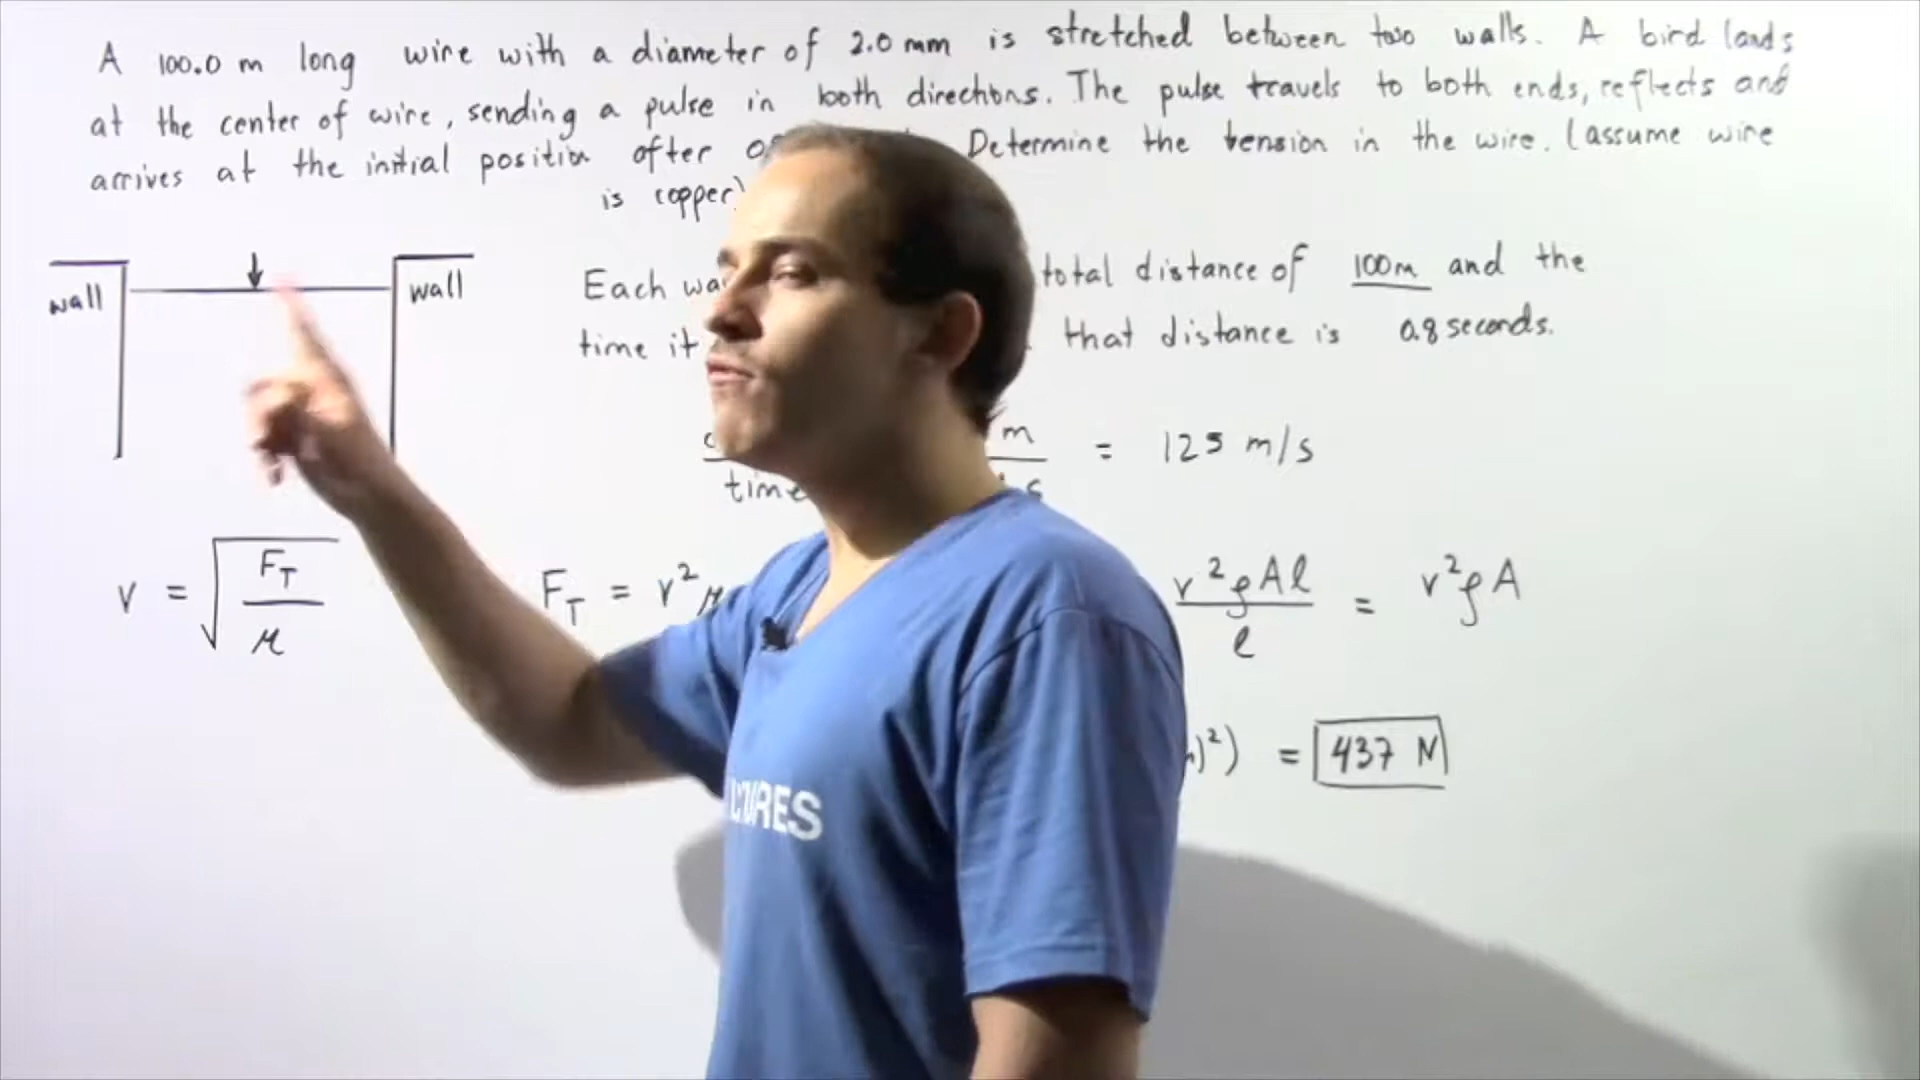 A 100.0 m long wire with a diameter of 2.0 mm is stretched between two walls. A bird lands
at the center of wire, sending a pulse in both directions. The pulse travels to both ends, reflects and
arrives at the initial position after Determine the tension in the wire. (assume wire
is copper)
wall wall
Each total distance of 100m and the
time it that distance is 0.8 seconds.
m = 125 m/s
time s
v = √(F_T / μ) F_T = v²μ v²ρAl / l = v²ρA
)²) = 437 N